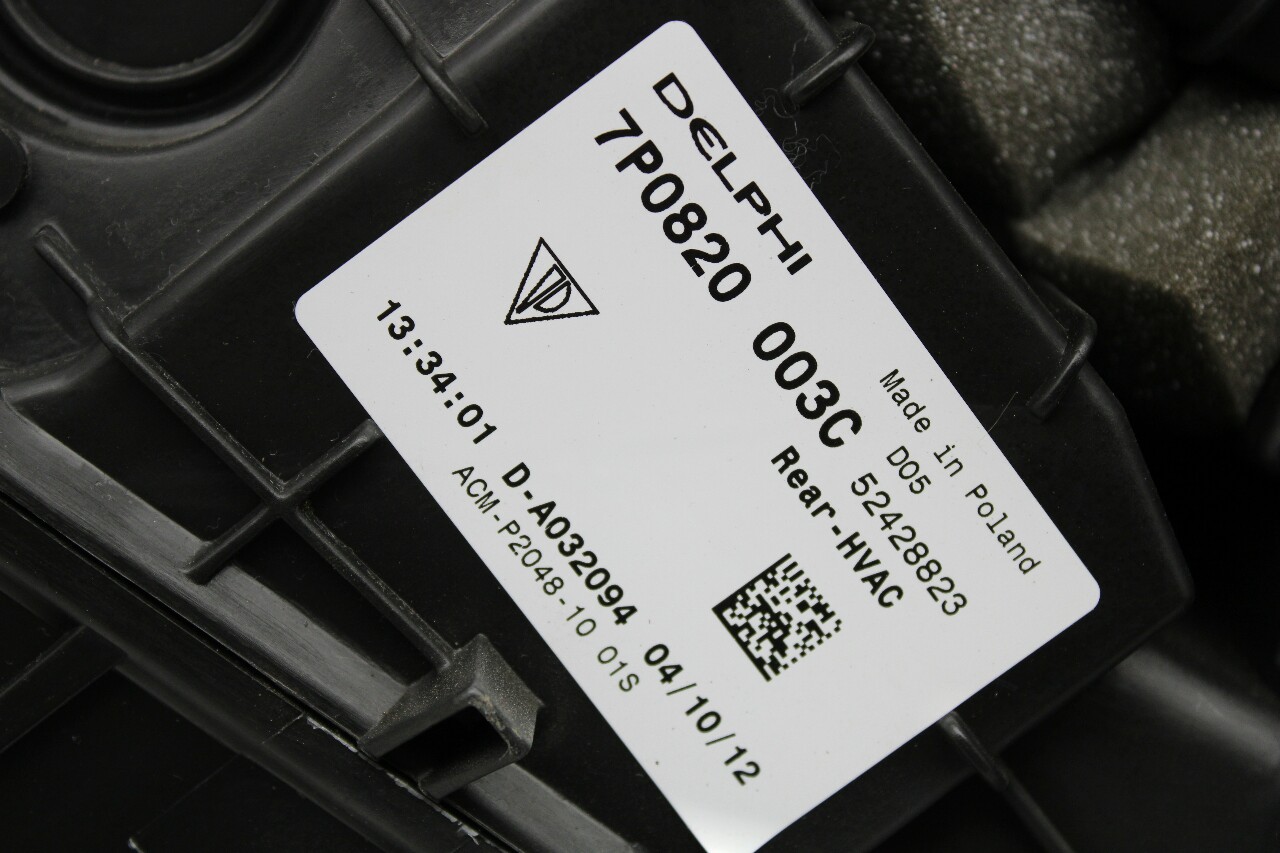 DELPHI
Made in Poland
7P0820 003C
D05
52428823
Rear-HVAC
13:34:01 D-A032094 04/10/12
ACM-P2048-10 01S